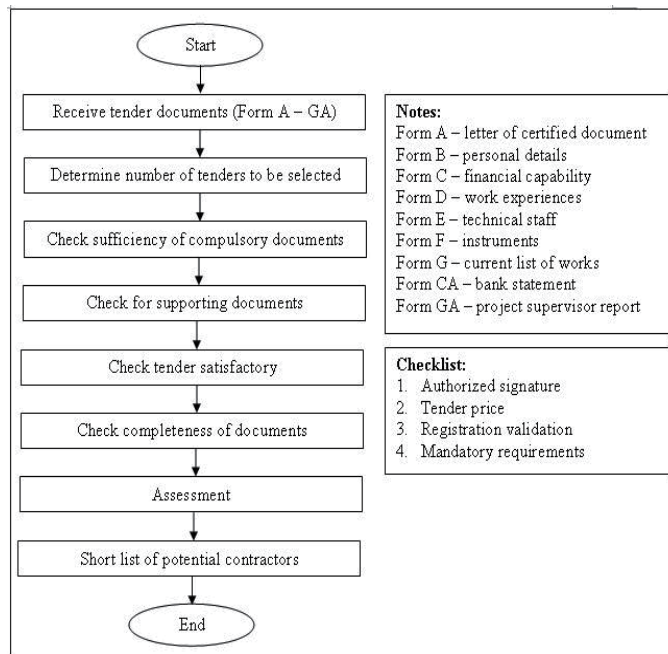 Start
Receive tender documents (Form A – GA)
Determine number of tenders to be selected
Check sufficiency of compulsory documents
Check for supporting documents
Check tender satisfactory
Check completeness of documents
Assessment
Short list of potential contractors
End
Notes:
Form A – letter of certified document
Form B – personal details
Form C – financial capability
Form D – work experiences
Form E – technical staff
Form F – instruments
Form G – current list of works
Form CA – bank statement
Form GA – project supervisor report
Checklist:
1. Authorized signature
2. Tender price
3. Registration validation
4. Mandatory requirements